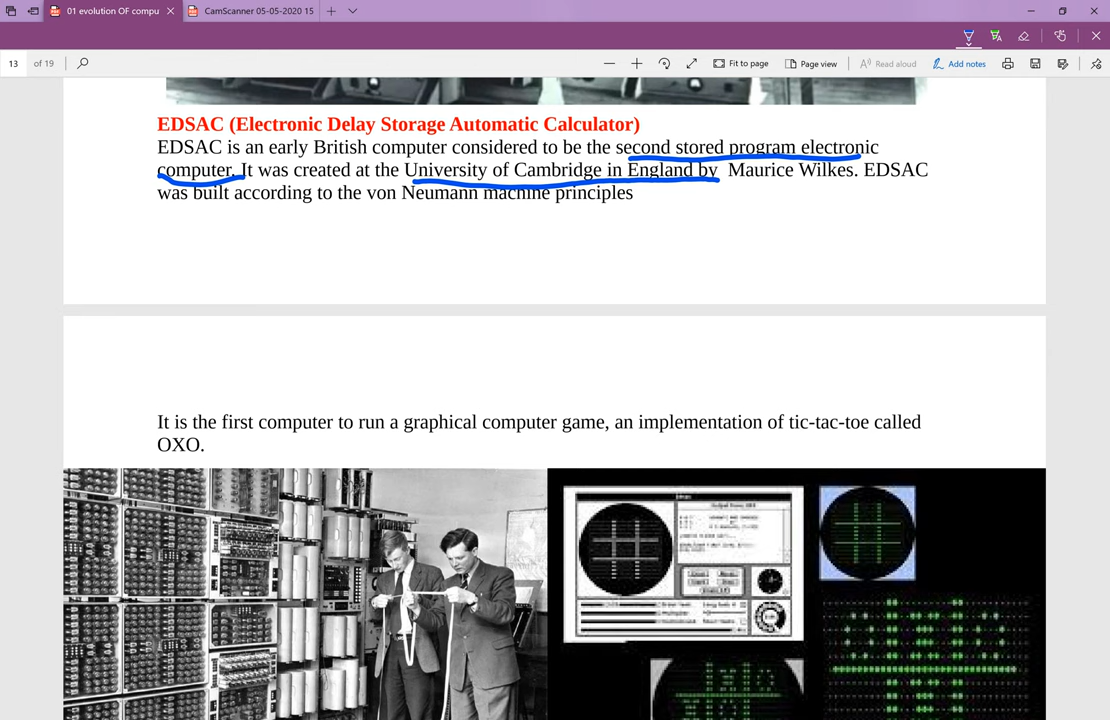 01 evolution OF compu
CamScanner 05-05-2020 15
13 of 19
Fit to page
Page view
Read aloud
Add notes
EDSAC (Electronic Delay Storage Automatic Calculator)
EDSAC is an early British computer considered to be the second stored program electronic
computer. It was created at the University of Cambridge in England by Maurice Wilkes. EDSAC
was built according to the von Neumann machine principles
It is the first computer to run a graphical computer game, an implementation of tic-tac-toe called
OXO.